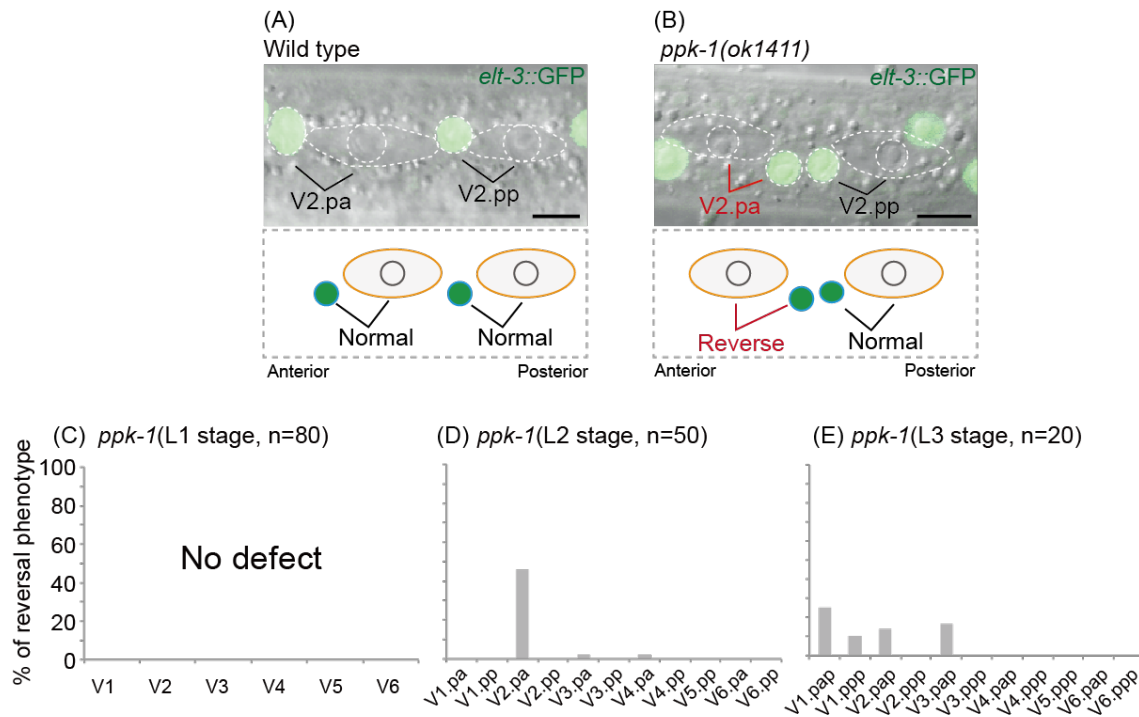 (A)
Wild type
elt-3::GFP
V2.pa
V2.pp
Normal
Normal
Anterior
Posterior
(B)
ppk-1(ok1411)
elt-3::GFP
V2.pa
V2.pp
Reverse
Normal
Anterior
Posterior
(C) ppk-1(L1 stage, n=80)
% of reversal phenotype
100
80
60
40
20
0
No defect
V1 V2 V3 V4 V5 V6
(D) ppk-1(L2 stage, n=50)
V1.pa V1.pp V2.pa V2.pp V3.pa V3.pp V4.pa V4.pp V5.pp V6.pa V6.pp
(E) ppk-1(L3 stage, n=20)
V1.pap V1.ppp V2.pap V2.ppp V3.pap V3.ppp V4.pap V4.ppp V5.ppp V6.pap V6.ppp